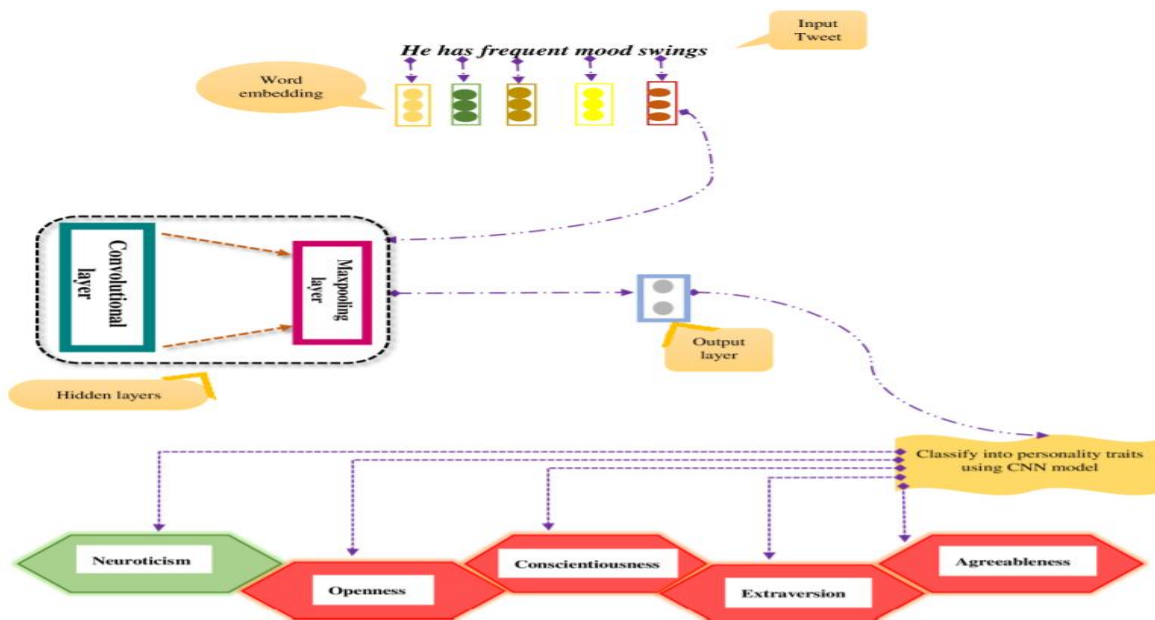 Input
Tweet
He has frequent mood swings
Word
embedding
Convolutional
layer
Maxpooling
layer
Output
layer
Hidden layers
Classify into personality traits
using CNN model
Neuroticism
Openness
Conscientiousness
Extraversion
Agreeableness